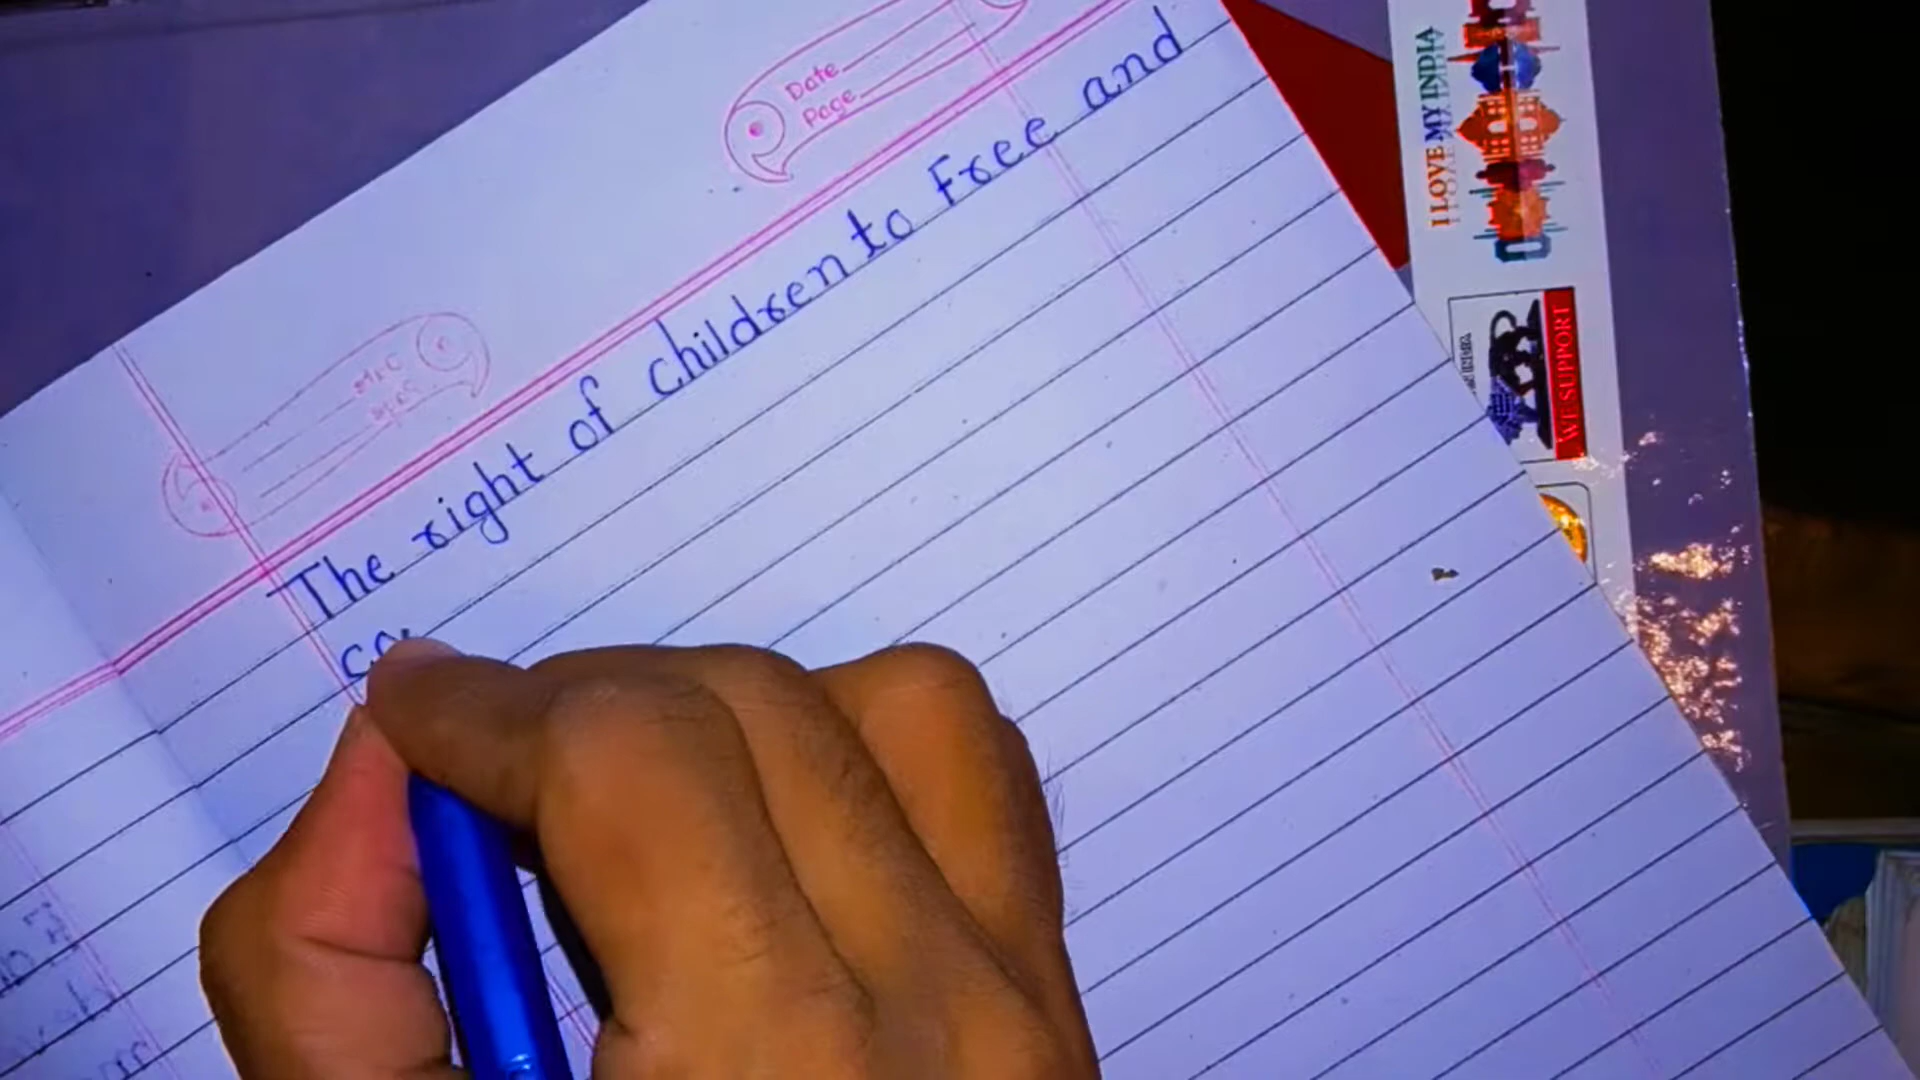 Date
Page
The right of children to Free and
I LOVE MY INDIA
WE SUPPORT